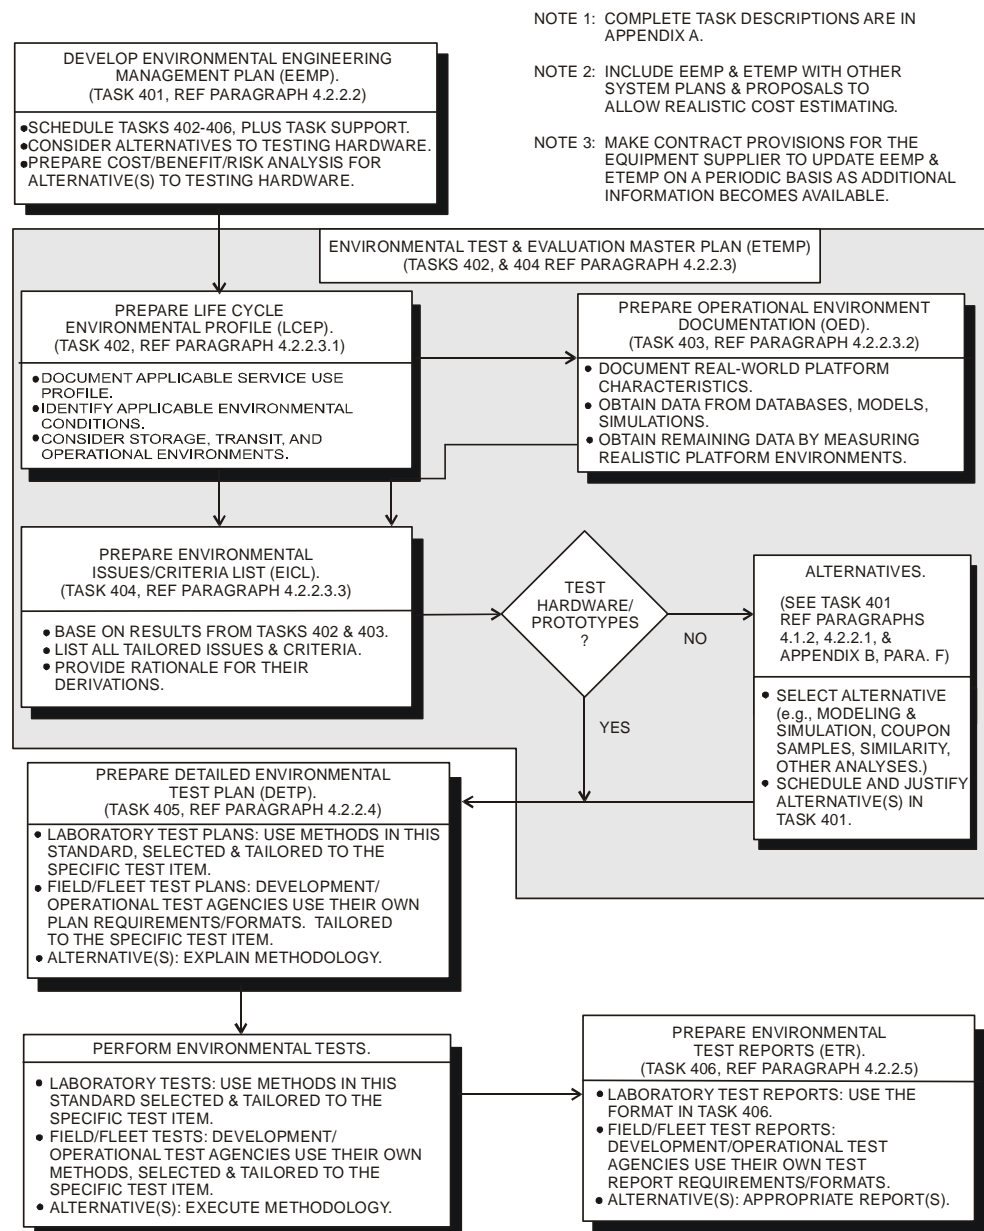 NOTE 1: COMPLETE TASK DESCRIPTIONS ARE IN
APPENDIX A.
NOTE 2: INCLUDE EEMP & ETEMP WITH OTHER
SYSTEM PLANS & PROPOSALS TO
ALLOW REALISTIC COST ESTIMATING.
NOTE 3: MAKE CONTRACT PROVISIONS FOR THE
EQUIPMENT SUPPLIER TO UPDATE EEMP &
ETEMP ON A PERIODIC BASIS AS ADDITIONAL
INFORMATION BECOMES AVAILABLE.
DEVELOP ENVIRONMENTAL ENGINEERING
MANAGEMENT PLAN (EEMP).
(TASK 401, REF PARAGRAPH 4.2.2.2)
●SCHEDULE TASKS 402-406, PLUS TASK SUPPORT.
●CONSIDER ALTERNATIVES TO TESTING HARDWARE.
●PREPARE COST/BENEFIT/RISK ANALYSIS FOR
ALTERNATIVE(S) TO TESTING HARDWARE.
ENVIRONMENTAL TEST & EVALUATION MASTER PLAN (ETEMP)
(TASKS 402, & 404 REF PARAGRAPH 4.2.2.3)
PREPARE LIFE CYCLE
ENVIRONMENTAL PROFILE (LCEP).
(TASK 402, REF PARAGRAPH 4.2.2.3.1)
●DOCUMENT APPLICABLE SERVICE USE
PROFILE.
●IDENTIFY APPLICABLE ENVIRONMENTAL
CONDITIONS.
●CONSIDER STORAGE, TRANSIT, AND
OPERATIONAL ENVIRONMENTS.
PREPARE OPERATIONAL ENVIRONMENT
DOCUMENTATION (OED).
(TASK 403, REF PARAGRAPH 4.2.2.3.2)
● DOCUMENT REAL-WORLD PLATFORM
CHARACTERISTICS.
● OBTAIN DATA FROM DATABASES, MODELS,
SIMULATIONS.
● OBTAIN REMAINING DATA BY MEASURING
REALISTIC PLATFORM ENVIRONMENTS.
PREPARE ENVIRONMENTAL
ISSUES/CRITERIA LIST (EICL).
(TASK 404, REF PARAGRAPH 4.2.2.3.3)
● BASE ON RESULTS FROM TASKS 402 & 403.
● LIST ALL TAILORED ISSUES & CRITERIA.
● PROVIDE RATIONALE FOR THEIR
DERIVATIONS.
TEST
HARDWARE/
PROTOTYPES
?
NO
YES
ALTERNATIVES.
(SEE TASK 401
REF PARAGRAPHS
4.1.2, 4.2.2.1, &
APPENDIX B, PARA. F)
● SELECT ALTERNATIVE
(e.g., MODELING &
SIMULATION, COUPON
SAMPLES, SIMILARITY,
OTHER ANALYSES.)
● SCHEDULE AND JUSTIFY
ALTERNATIVE(S) IN
TASK 401.
PREPARE DETAILED ENVIRONMENTAL
TEST PLAN (DETP).
(TASK 405, REF PARAGRAPH 4.2.2.4)
● LABORATORY TEST PLANS: USE METHODS IN THIS
STANDARD, SELECTED & TAILORED TO THE
SPECIFIC TEST ITEM.
● FIELD/FLEET TEST PLANS: DEVELOPMENT/
OPERATIONAL TEST AGENCIES USE THEIR OWN
PLAN REQUIREMENTS/FORMATS. TAILORED
TO THE SPECIFIC TEST ITEM.
● ALTERNATIVE(S): EXPLAIN METHODOLOGY.
PERFORM ENVIRONMENTAL TESTS.
● LABORATORY TESTS: USE METHODS IN THIS
STANDARD SELECTED & TAILORED TO THE
SPECIFIC TEST ITEM.
● FIELD/FLEET TESTS: DEVELOPMENT/
OPERATIONAL TEST AGENCIES USE THEIR OWN
METHODS, SELECTED & TAILORED TO THE
SPECIFIC TEST ITEM.
● ALTERNATIVE(S): EXECUTE METHODOLOGY.
PREPARE ENVIRONMENTAL
TEST REPORTS (ETR).
(TASK 406, REF PARAGRAPH 4.2.2.5)
● LABORATORY TEST REPORTS: USE THE
FORMAT IN TASK 406.
● FIELD/FLEET TEST REPORTS:
DEVELOPMENT/OPERATIONAL TEST
AGENCIES USE THEIR OWN TEST
REPORT REQUIREMENTS/FORMATS.
● ALTERNATIVE(S): APPROPRIATE REPORT(S).